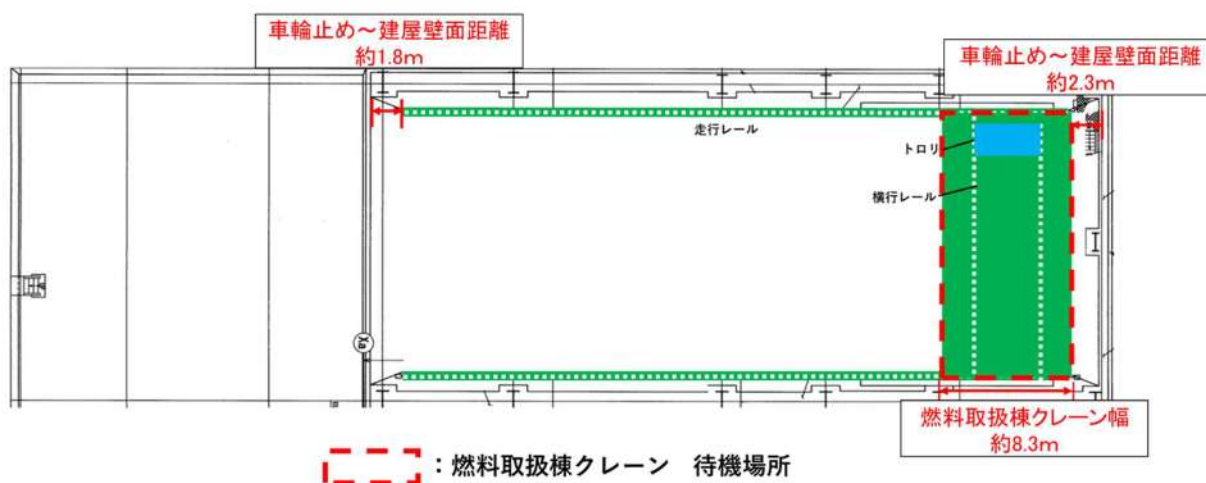 車輪止め～建屋壁面距離
約1.8m
車輪止め～建屋壁面距離
約2.3m
走行レール
トロリ
横行レール
Xa
燃料取扱棟クレーン幅
約8.3m
：燃料取扱棟クレーン 待機場所